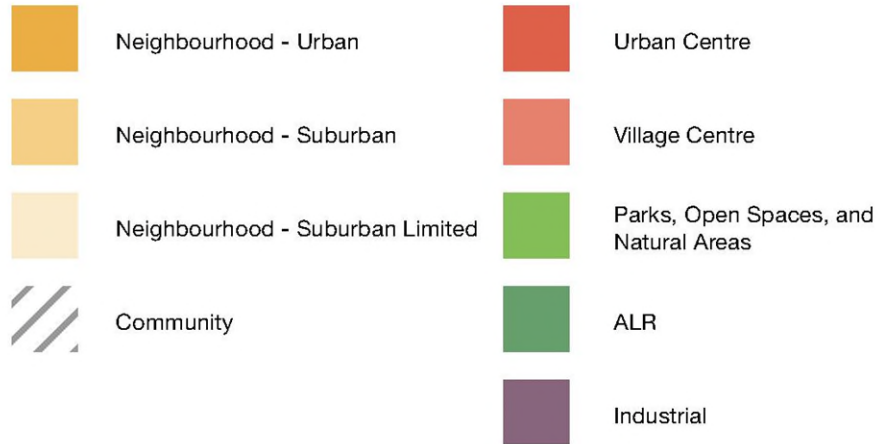 Neighbourhood - Urban
Neighbourhood - Suburban
Neighbourhood - Suburban Limited
Community
Urban Centre
Village Centre
Parks, Open Spaces, and
Natural Areas
ALR
Industrial